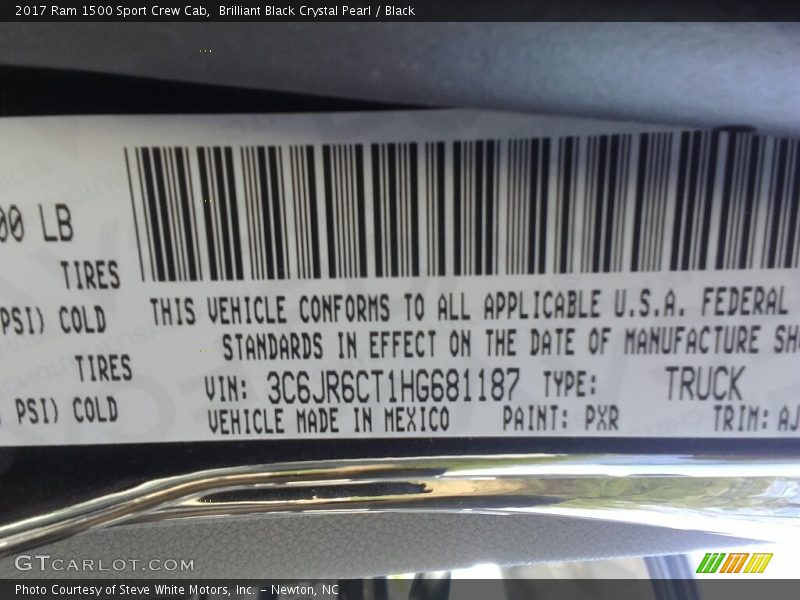 2017 Ram 1500 Sport Crew Cab, Brilliant Black Crystal Pearl / Black
00 LB
TIRES
PSI) COLD
TIRES
PSI) COLD
THIS VEHICLE CONFORMS TO ALL APPLICABLE U.S.A. FEDERAL
STANDARDS IN EFFECT ON THE DATE OF MANUFACTURE SH
VIN: 3C6JR6CT1HG681187 TYPE: TRUCK
VEHICLE MADE IN MEXICO PAINT: PXR TRIM: AJ
GTCARLOT.COM
Photo Courtesy of Steve White Motors, Inc. – Newton, NC